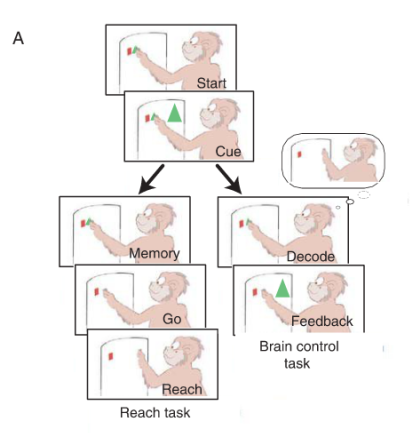 A
Start
Cue
Memory
Decode
Go
Feedback
Reach
Brain control
task
Reach task